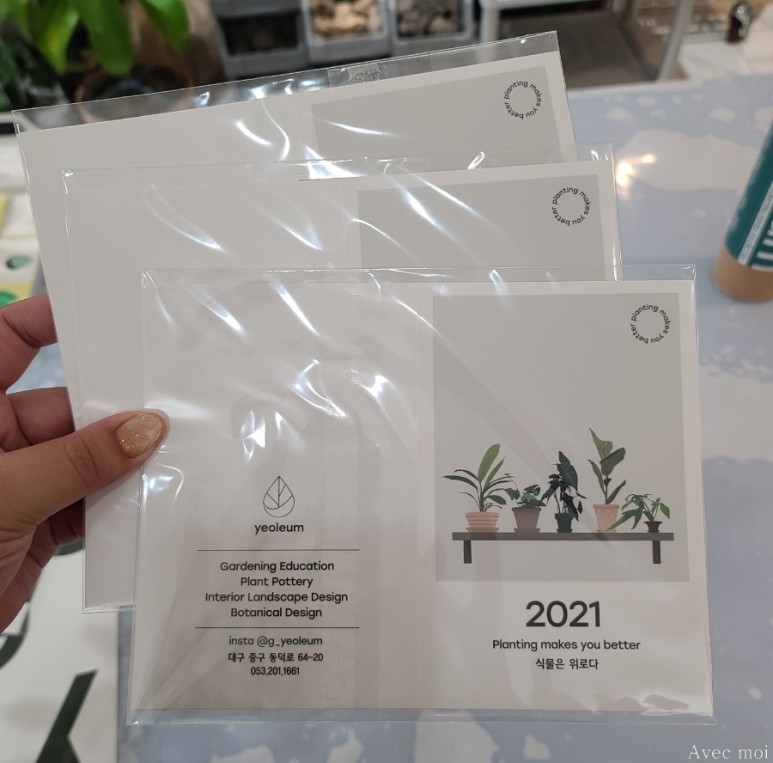 planting makes you better
planting makes you better
planting makes you better
yeoleum
Gardening Education
Plant Pottery
Interior Landscape Design
Botanical Design
insta @g_yeoleum
대구 중구 동덕로 64-20
053.201.1661
2021
Planting makes you better
식물은 위로다
Avec moi